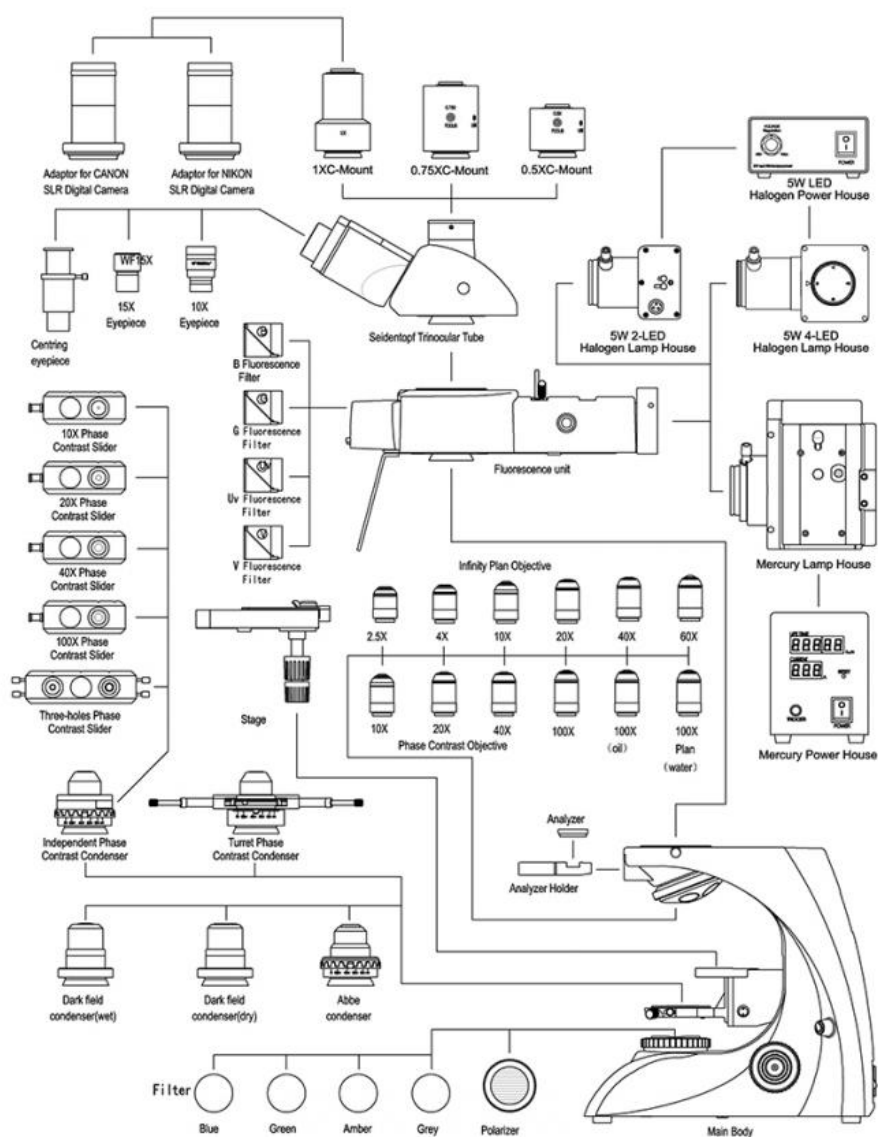 Adaptor for CANON
SLR Digital Camera
Adaptor for NIKON
SLR Digital Camera
1XC-Mount
0.75XC-Mount
0.5XC-Mount
POWER
5W LED
Halogen Power House
WF15X
15X
Eyepiece
10X
Eyepiece
Centring
eyepiece
Seidentopf Trinocular Tube
5W 2-LED
Halogen Lamp House
5W 4-LED
Halogen Lamp House
B Fluorescence
Filter
G Fluorescence
Filter
Uv
Uv Fluorescence
Filter
V Fluorescence
Filter
Fluorescence unit
10X Phase
Contrast Slider
20X Phase
Contrast Slider
40X Phase
Contrast Slider
100X Phase
Contrast Slider
Three-holes Phase
Contrast Slider
Mercury Lamp House
Infinity Plan Objective
2.5X
4X
10X
20X
40X
60X
10X
20X
40X
100X
100X
(oil)
100X
Plan
(water)
Phase Contrast Objective
Stage
POWER
Mercury Power House
Independent Phase
Contrast Condenser
Turret Phase
Contrast Condenser
Analyzer
Analyzer Holder
Dark field
condenser(wet)
Dark field
condenser(dry)
Abbe
condenser
Filter
Blue
Green
Amber
Grey
Polarizer
Main Body